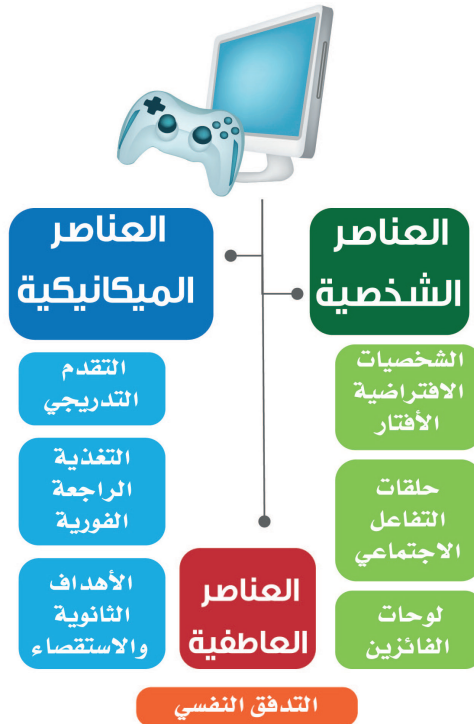 العناصر
الشخصية
الشخصيات
الافتراضية
الأفتار
حلقات
التفاعل
الاجتماعي
لوحات
الفائزين
العناصر
الميكانيكية
التقدم
التدريجي
التغذية
الراجعة
الفورية
الأهداف
الثانوية
والاستقصاء
العناصر
العاطفية
التدفق النفسي